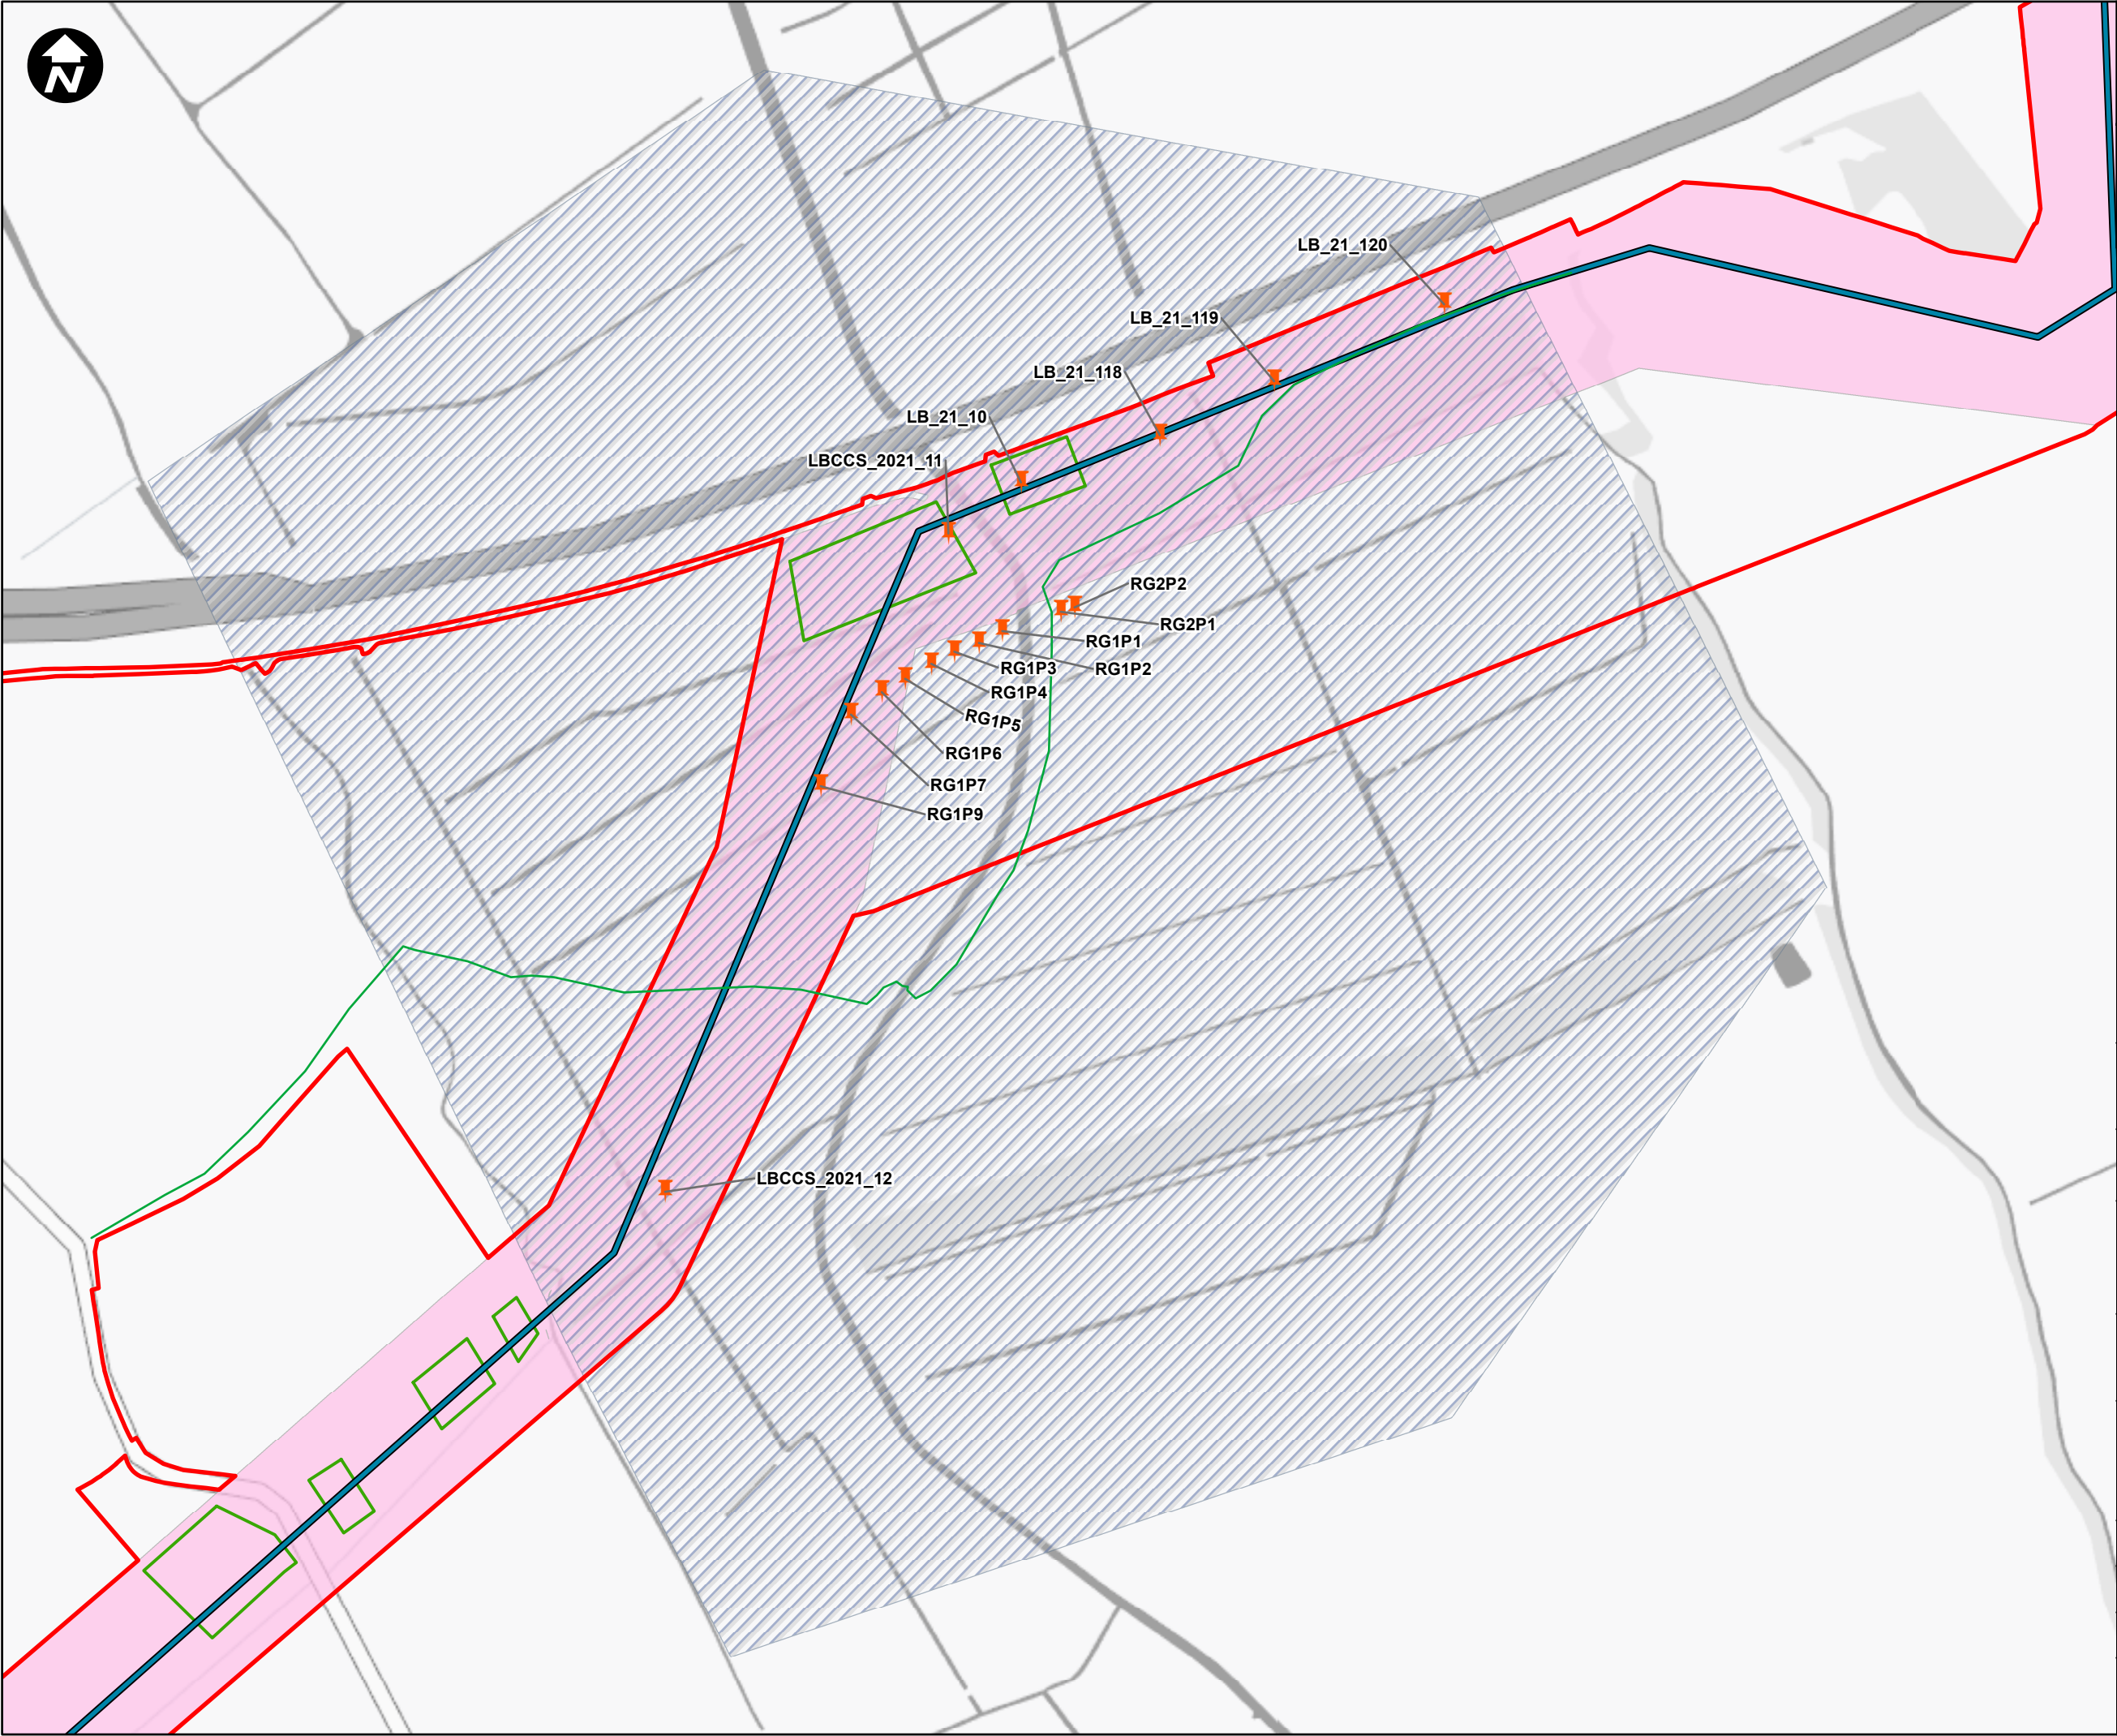 N
LB_21_120
LB_21_119
LB_21_118
LB_21_10
LBCCS_2021_11
RG2P2
RG2P1
RG1P1
RG1P2
RG1P3
RG1P4
RG1P5
RG1P6
RG1P7
RG1P9
LBCCS_2021_12